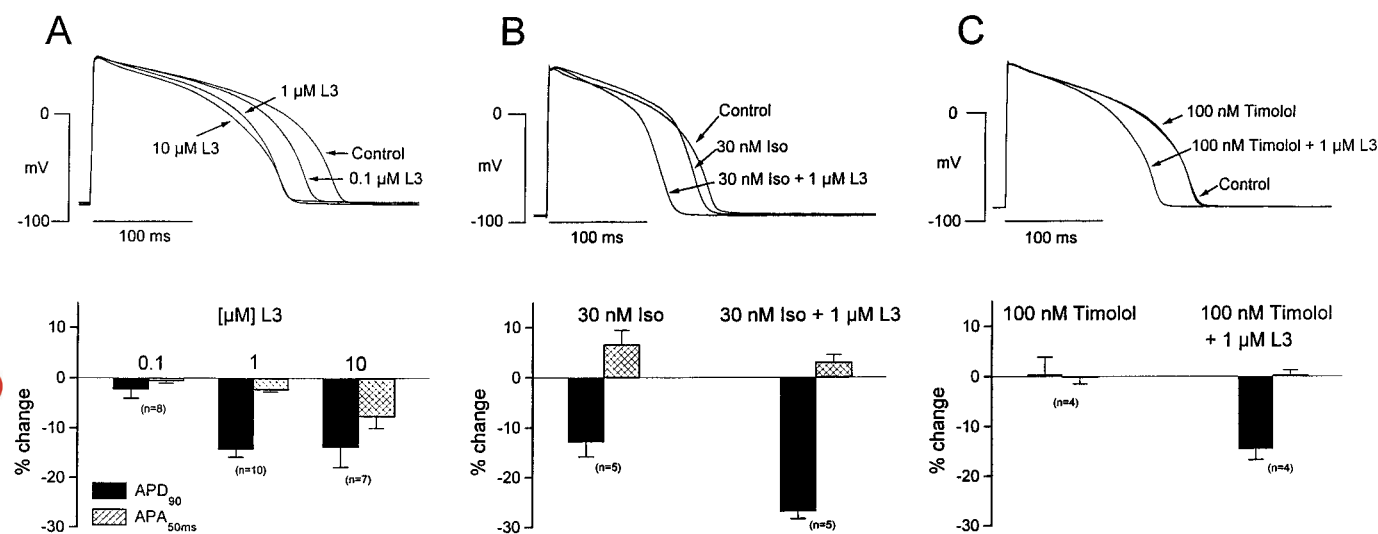 A
1 µM L3
0
10 µM L3
Control
mV
0.1 µM L3
-100
100 ms
B
0
Control
30 nM Iso
mV
30 nM Iso + 1 µM L3
-100
100 ms
C
0
100 nM Timolol
100 nM Timolol + 1 µM L3
mV
Control
-100
100 ms
[µM] L3
10
0.1 1 10
0
(n=8)
-10
% change
(n=10)
(n=7)
-20
APD90
APA50ms
-30
30 nM Iso 30 nM Iso + 1 µM L3
10
0
-10
% change
(n=5)
-20
(n=5)
-30
100 nM Timolol 100 nM Timolol
+ 1 µM L3
10
0
(n=4)
-10
% change
(n=4)
-20
-30